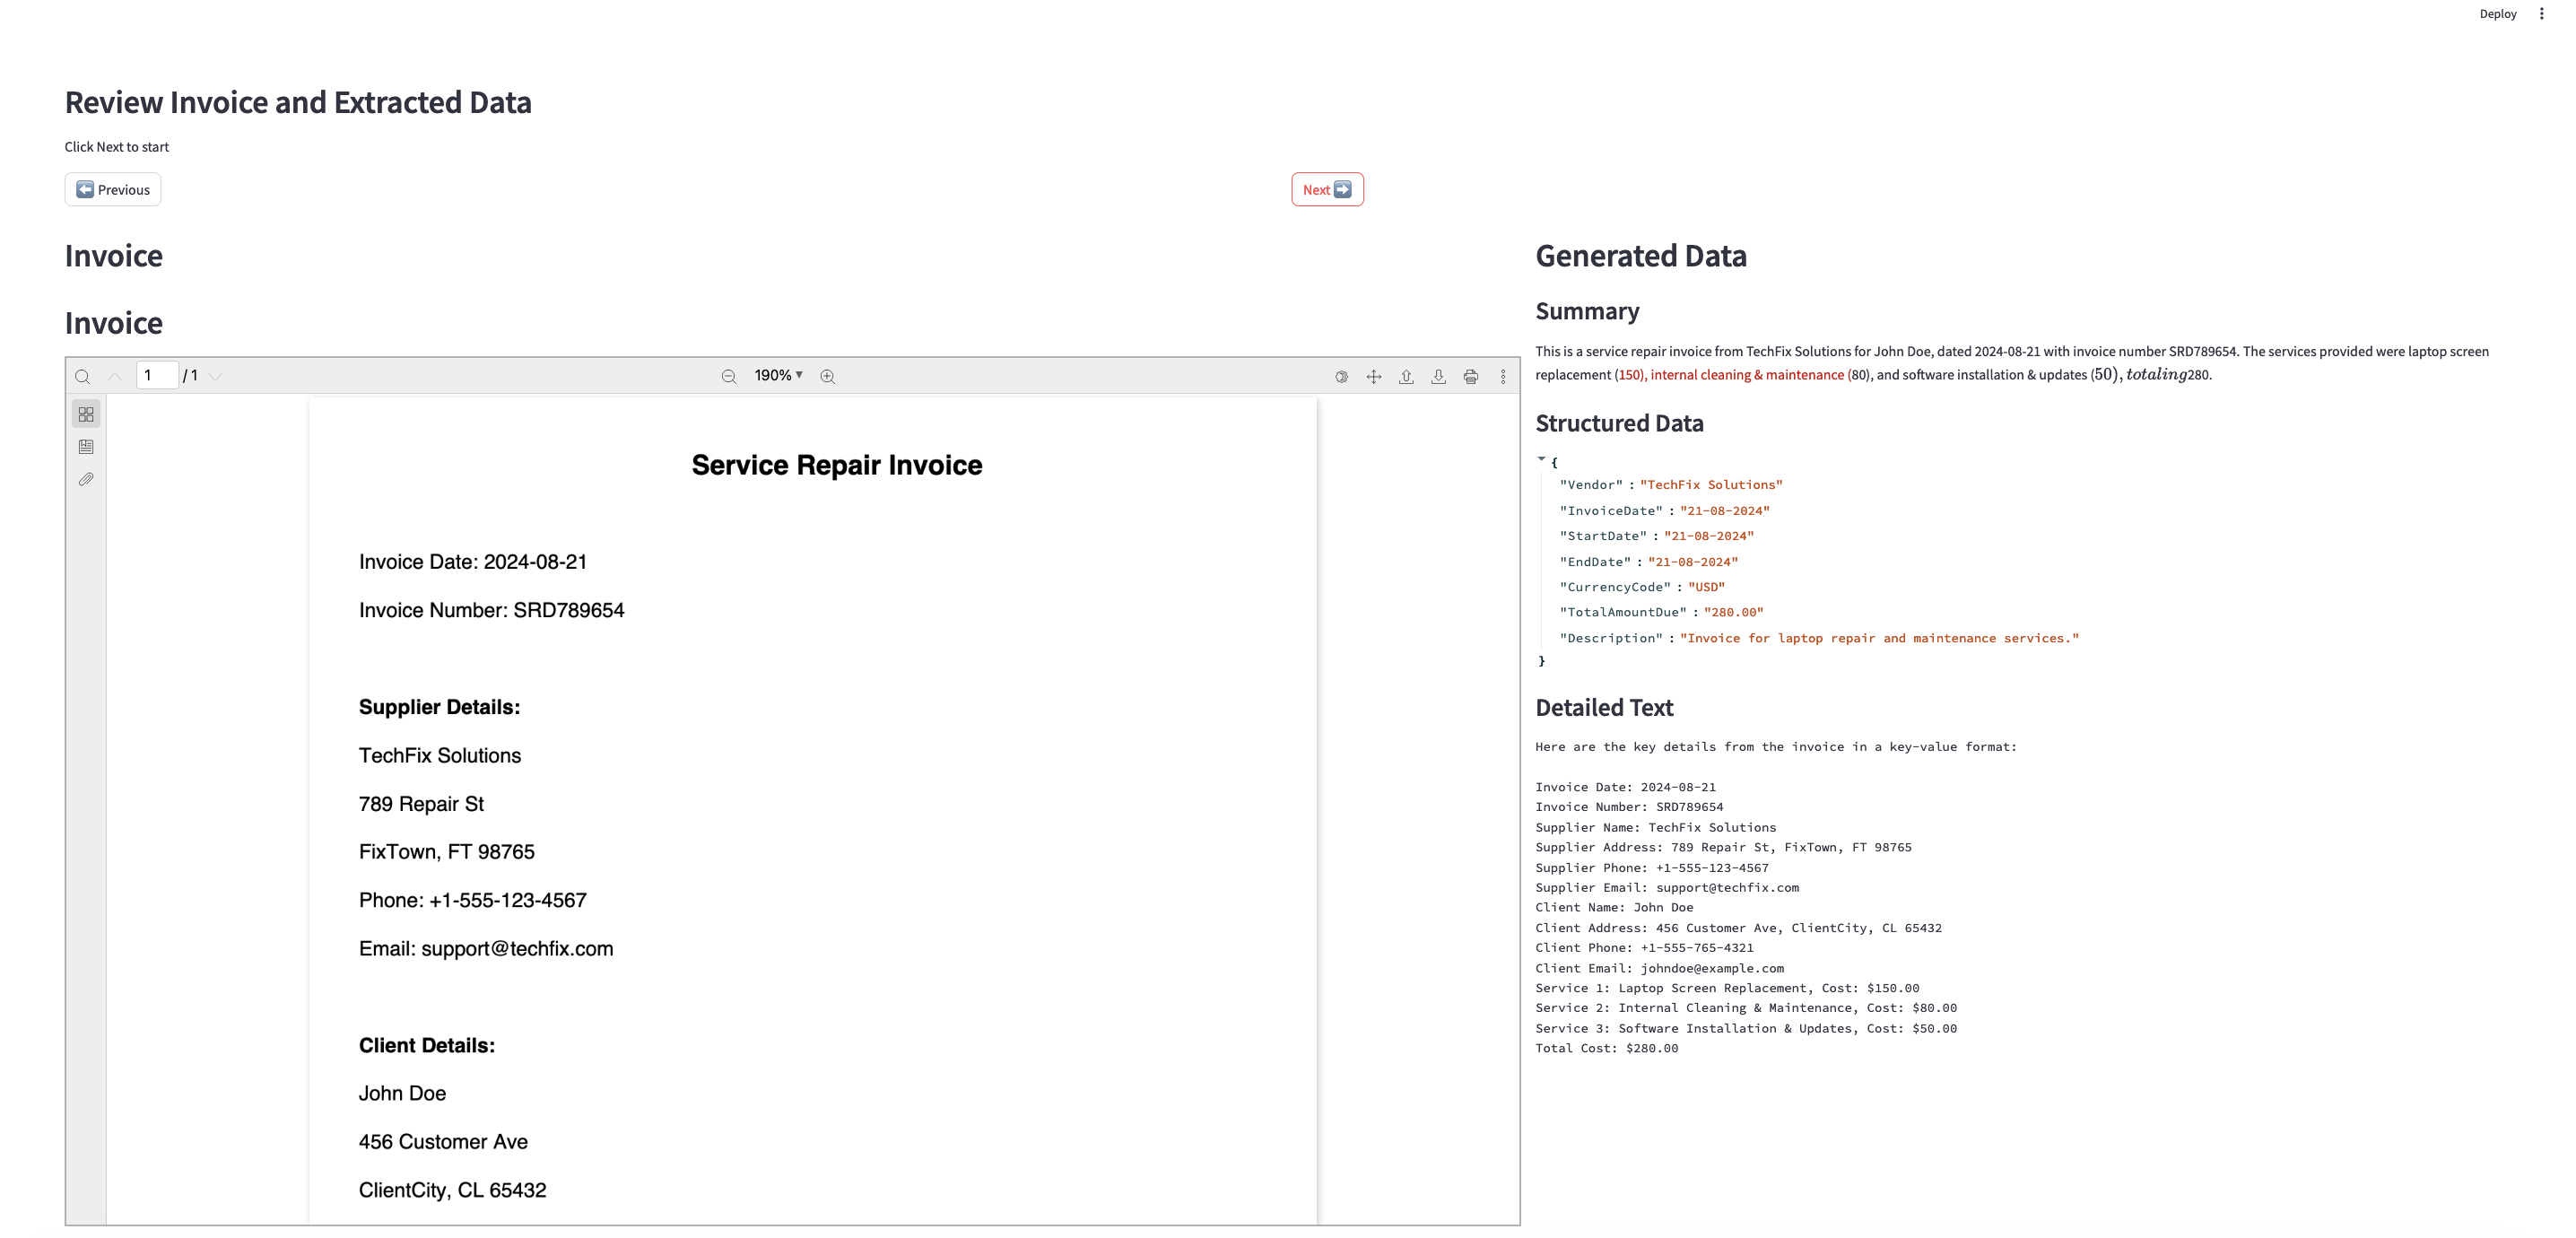 Deploy
Review Invoice and Extracted Data
Click Next to start
Previous
Next
Invoice
Invoice
1 / 1
190%
Service Repair Invoice
Invoice Date: 2024-08-21
Invoice Number: SRD789654
Supplier Details:
TechFix Solutions
789 Repair St
FixTown, FT 98765
Phone: +1-555-123-4567
Email: support@techfix.com
Client Details:
John Doe
456 Customer Ave
ClientCity, CL 65432
Generated Data
Summary
This is a service repair invoice from TechFix Solutions for John Doe, dated 2024-08-21 with invoice number SRD789654. The services provided were laptop screen
replacement (150), internal cleaning & maintenance (80), and software installation & updates (50), totaling280.
Structured Data
{
"Vendor" : "TechFix Solutions"
"InvoiceDate" : "21-08-2024"
"StartDate" : "21-08-2024"
"EndDate" : "21-08-2024"
"CurrencyCode" : "USD"
"TotalAmountDue" : "280.00"
"Description" : "Invoice for laptop repair and maintenance services."
}
Detailed Text
Here are the key details from the invoice in a key-value format:
Invoice Date: 2024-08-21
Invoice Number: SRD789654
Supplier Name: TechFix Solutions
Supplier Address: 789 Repair St, FixTown, FT 98765
Supplier Phone: +1-555-123-4567
Supplier Email: support@techfix.com
Client Name: John Doe
Client Address: 456 Customer Ave, ClientCity, CL 65432
Client Phone: +1-555-765-4321
Client Email: johndoe@example.com
Service 1: Laptop Screen Replacement, Cost: $150.00
Service 2: Internal Cleaning & Maintenance, Cost: $80.00
Service 3: Software Installation & Updates, Cost: $50.00
Total Cost: $280.00